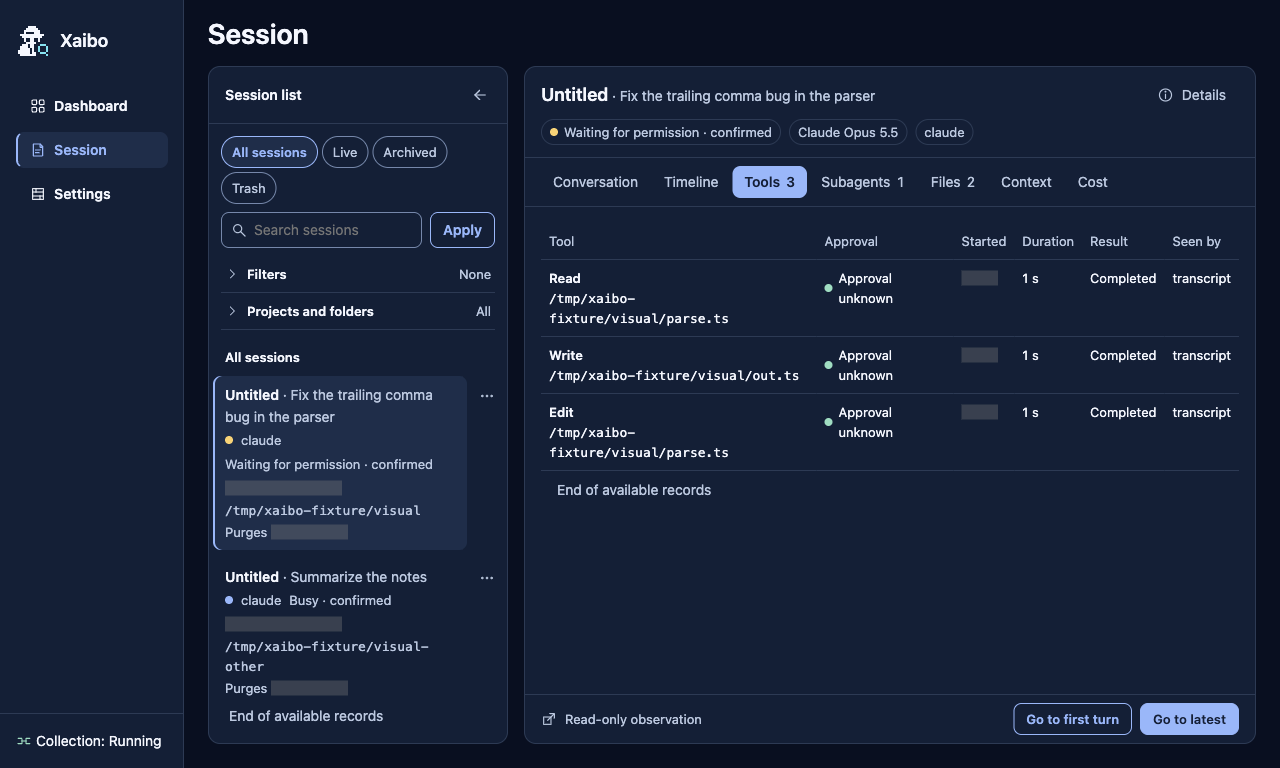 Xaibo
Dashboard
Session
Settings
Collection: Running
Session
Session list
All sessions
Live
Archived
Trash
Search sessions
Apply
Filters
None
Projects and folders
All
All sessions
Untitled · Fix the trailing comma
bug in the parser
claude
Waiting for permission · confirmed
/tmp/xaibo-fixture/visual
Purges
Untitled · Summarize the notes
claude Busy · confirmed
/tmp/xaibo-fixture/visual-
other
Purges
End of available records
Untitled · Fix the trailing comma bug in the parser
Details
Waiting for permission · confirmed
Claude Opus 5.5
claude
Conversation
Timeline
Tools 3
Subagents 1
Files 2
Context
Cost
Tool Approval Started Duration Result Seen by
Read
/tmp/xaibo-
fixture/visual/parse.ts
Approval
unknown
1 s
Completed
transcript
Write
/tmp/xaibo-fixture/visual/out.ts
Approval
unknown
1 s
Completed
transcript
Edit
/tmp/xaibo-
fixture/visual/parse.ts
Approval
unknown
1 s
Completed
transcript
End of available records
Read-only observation
Go to first turn
Go to latest